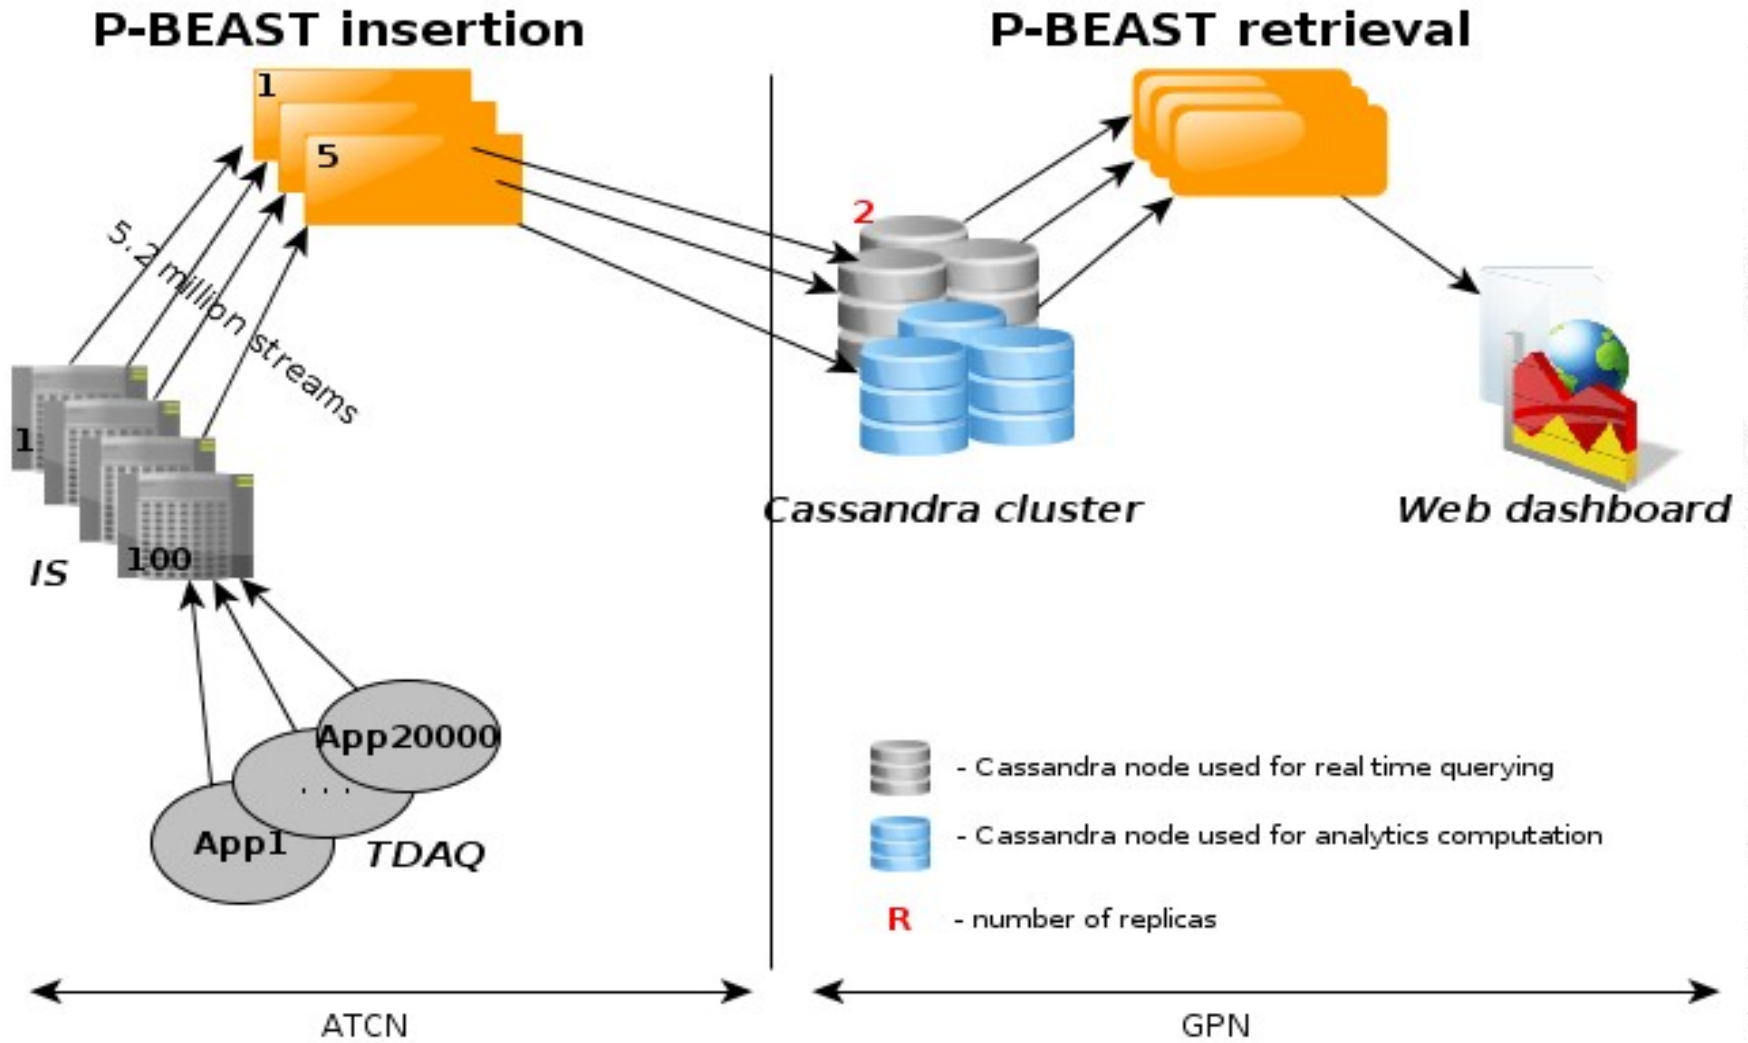 P-BEAST insertion
P-BEAST retrieval
1
5
2
5.2 million streams
1
100
IS
Cassandra cluster
Web dashboard
App20000
. . .
App1
TDAQ
- Cassandra node used for real time querying
- Cassandra node used for analytics computation
R - number of replicas
ATCN
GPN